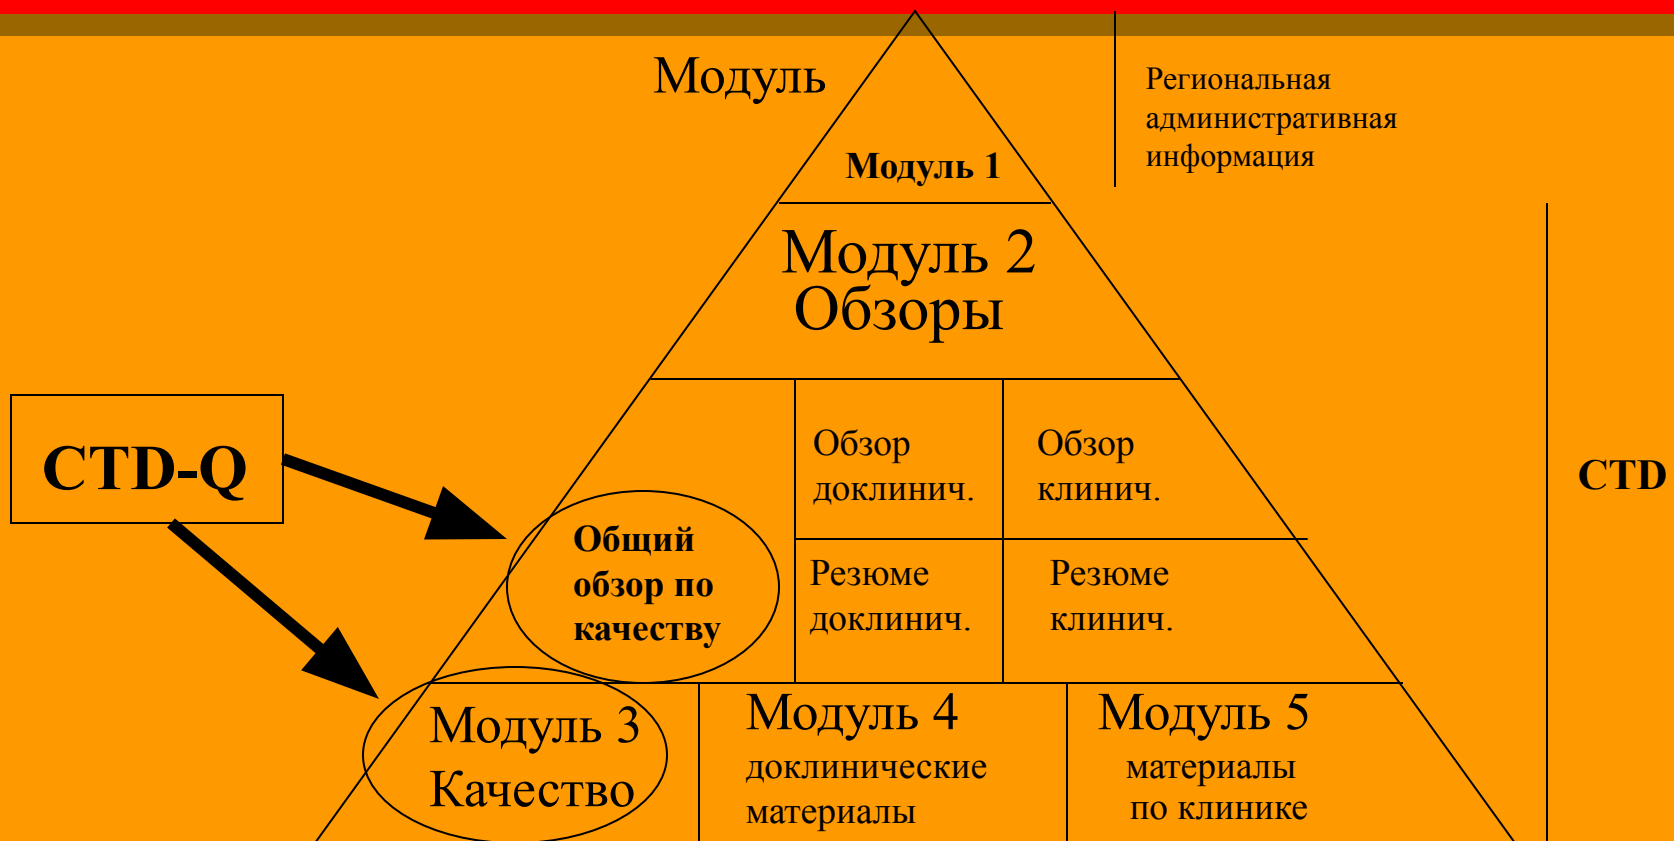 Модуль
Региональная
административная
информация
Модуль 1
Модуль 2
Обзоры
CTD-Q
Обзор
доклинич.
Обзор
клинич.
CTD
Общий
обзор по
качеству
Резюме
доклинич.
Резюме
клинич.
Модуль 3
Качество
Модуль 4
доклинические
материалы
Модуль 5
материалы
по клинике